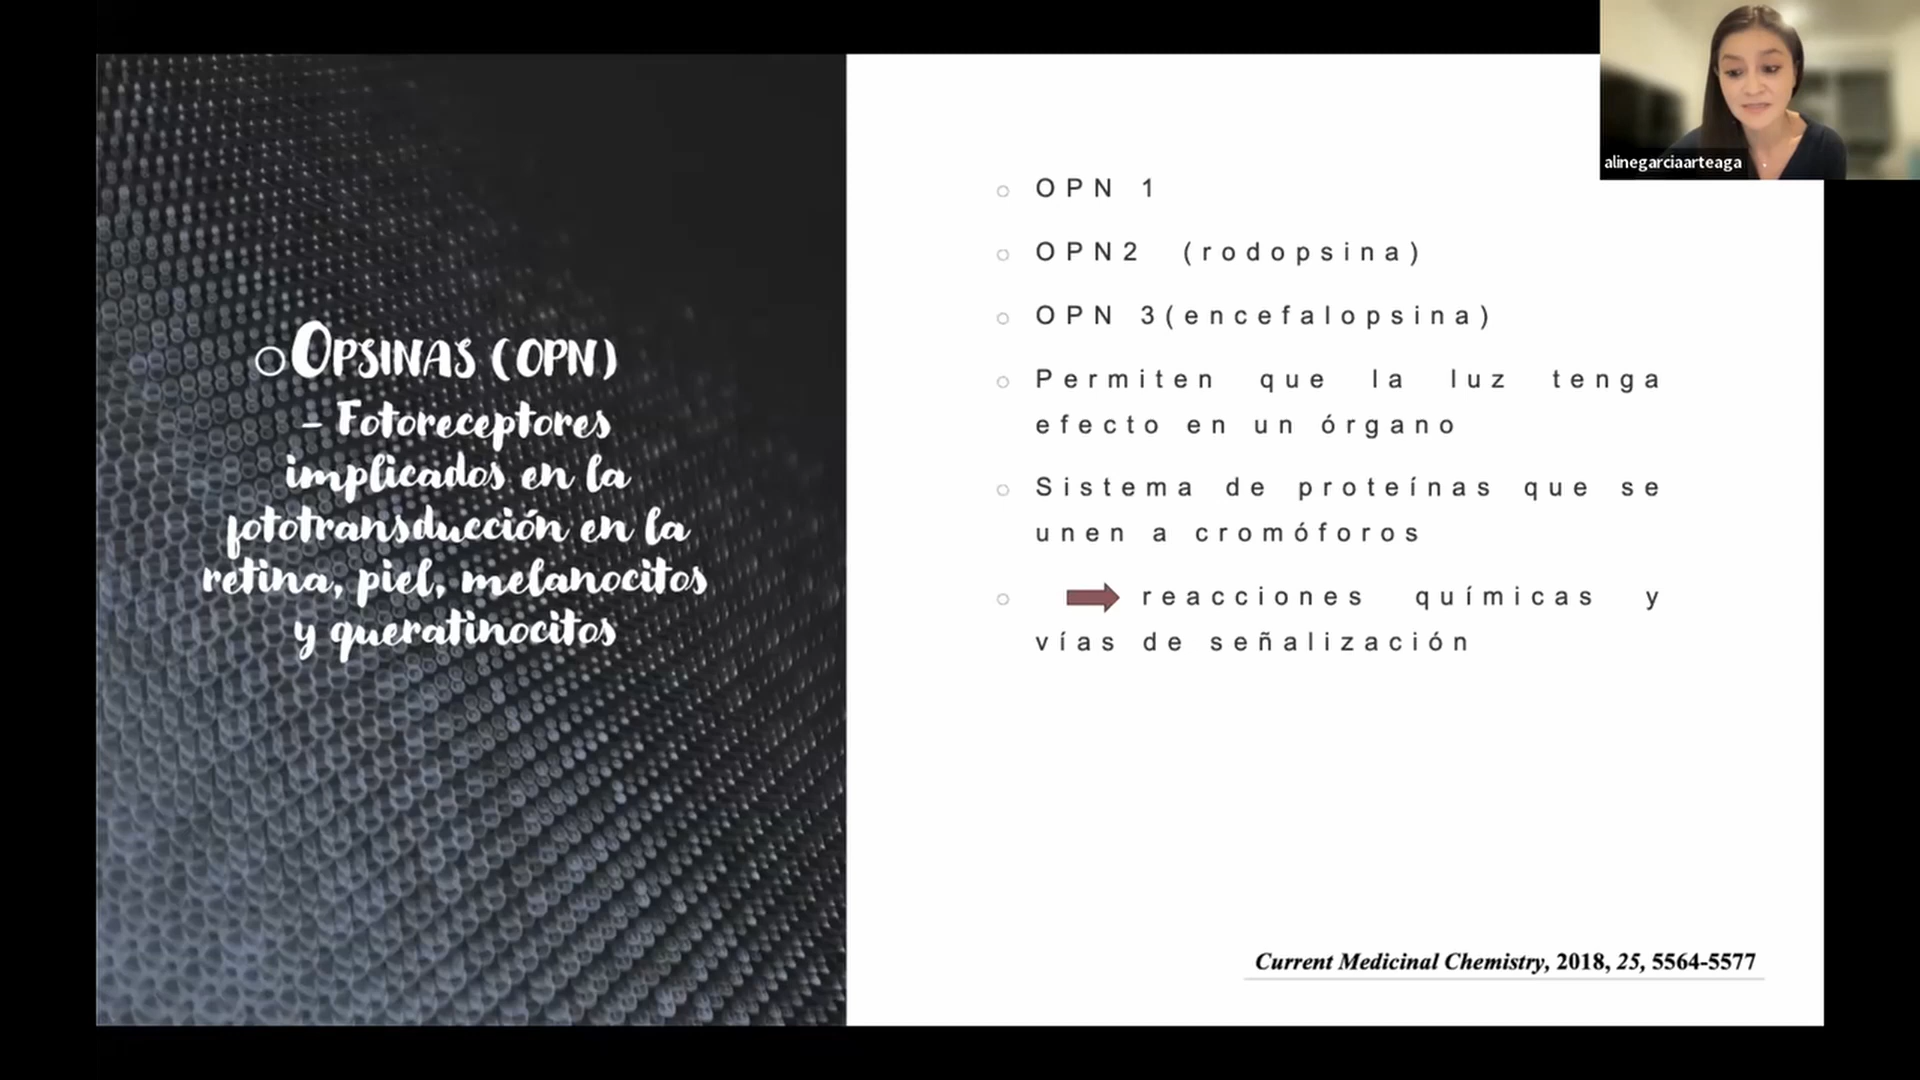 OPSINAS (OPN)
- Fotoreceptores
implicados en la
fototransducción en la
retina, piel, melanocitos
y queratinocitos
OPN 1
OPN2 (rodopsina)
OPN 3(encefalopsina)
Permiten que la luz tenga
efecto en un órgano
Sistema de proteínas que se
unen a cromóforos
reacciones químicas y
vías de señalización
Current Medicinal Chemistry, 2018, 25, 5564-5577
alinegarciaarteaga